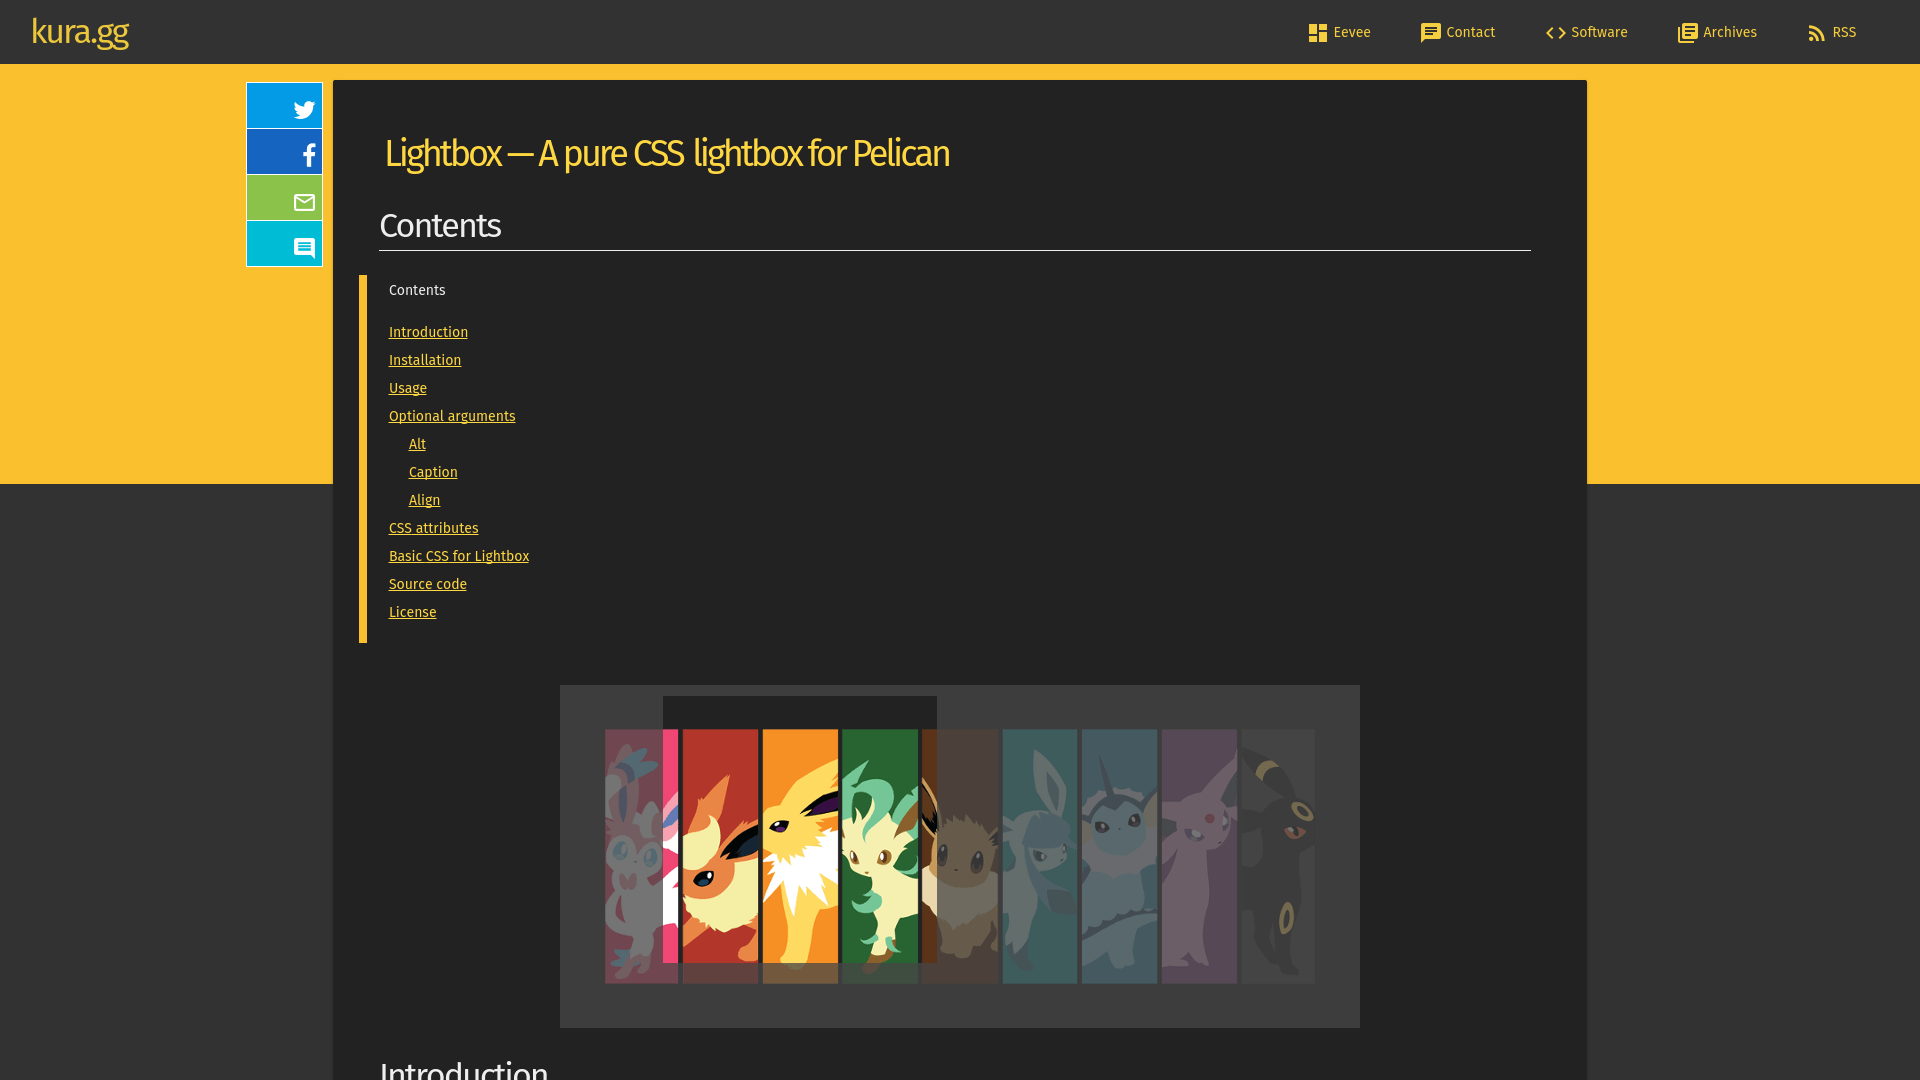 kura.gg
Eevee
Contact
Software
Archives
RSS
Lightbox — A pure CSS lightbox for Pelican
Contents
Contents
Introduction
Installation
Usage
Optional arguments
Alt
Caption
Align
CSS attributes
Basic CSS for Lightbox
Source code
License
Introduction